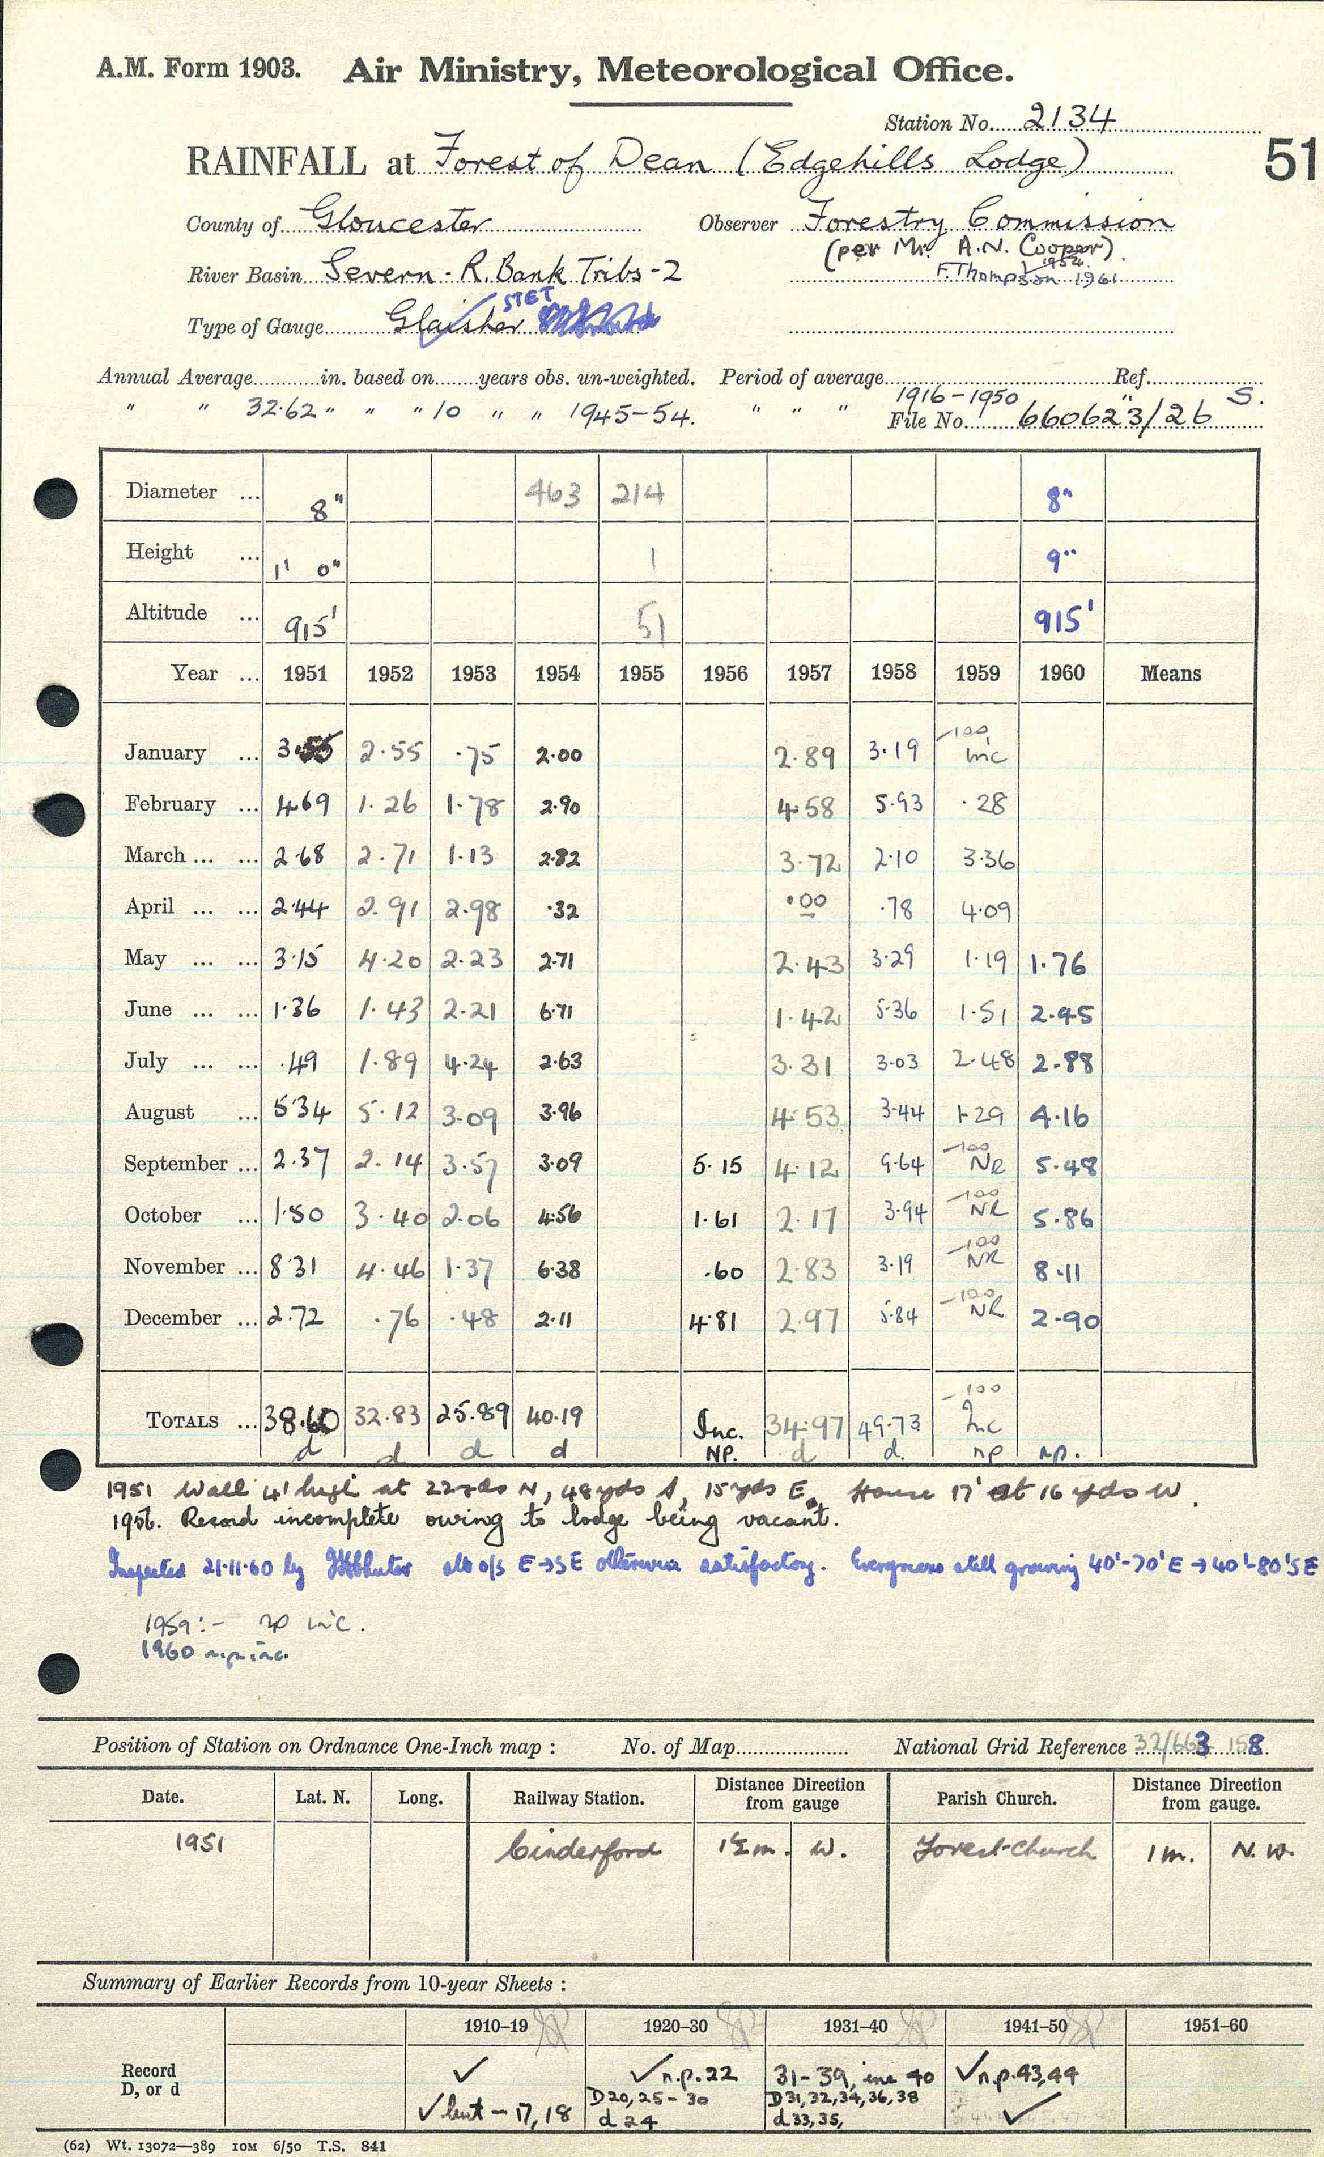 A.M. Form 1903. Air Ministry, Meteorological Office.
Station No. 2134
51
RAINFALL at Forest of Dean (Edgehills Lodge)
County of Gloucester Observer Forestry Commission
(per Mr. A.N. Cooper)
River Basin Severn - R. Bank Tribs - 2 F. Thompson 1961
1954
STET
Type of Gauge Glaisher
Annual Average in. based on years obs. un-weighted. Period of average Ref.
" " 32.62 " " " 10 " " 1945-54. " " " 1916-1950 " S.
File No. 660623/26
Diameter ... 8" 463 214 8"
Height ... 1' 0" 1 9"
Altitude ... 915' 51 915'
Year ... 1951 1952 1953 1954 1955 1956 1957 1958 1959 1960 Means
January ... 3.55 2.55 .75 2.00 2.89 3.19 -100 Inc
February ... 4.69 1.26 1.78 2.90 4.58 5.93 .28
March ... ... 2.68 2.71 1.13 2.82 3.72 2.10 3.36
April ... ... 2.44 2.91 2.98 .32 .00 .78 4.09
May ... ... 3.15 4.20 2.23 2.71 2.43 3.29 1.19 1.76
June ... ... 1.36 1.43 2.21 6.71 1.42 5.36 1.51 2.95
July ... ... .49 1.89 4.24 2.63 3.31 3.03 2.48 2.88
August ... 5.34 5.12 3.09 3.96 4.53 3.44 1.29 4.16
September ... 2.37 2.14 3.57 3.09 5.15 4.12 9.64 -100 NR 5.48
October ... 1.50 3.40 2.06 4.56 1.61 2.17 3.94 -100 NR 5.86
November ... 8.31 4.46 1.37 6.38 .60 2.83 3.19 -100 NR 8.11
December ... 2.72 .76 .48 2.11 4.81 2.97 5.84 -100 NR 2.90
TOTALS ... 38.60 32.83 25.89 40.19 Inc. 34.97 49.73 -100 Inc
d d d d NP. d d. np np.
1951 Wall 4' high at 22 yds N, 48 yds S, 15 yds E. House 17' at 16 yds W.
1956. Record incomplete owing to lodge being vacant.
Inspected 21.11.60 by o/s E → SE otherwise satisfactory. Evergreens still growing 40'-70' E → 40'-80' SE
1959:- np inc.
1960 np inc.
Position of Station on Ordnance One-Inch map : No. of Map National Grid Reference 32/663 158
Date. Lat. N. Long. Railway Station. Distance Direction from gauge Parish Church. Distance Direction from gauge.
1951 Cinderford 1½ m. W. Forest Church 1 m. N.W.
Summary of Earlier Records from 10-year Sheets :
1910–19 1920–30 1931–40 1941–50 1951–60
Record D, or d
✓ ✓ n.p. 22 31-39, inc 40 ✓ n.p. 43,44
✓ but - 17, 18 D 20, 25-30 D 31, 32, 34, 36, 38 ✓
d 24 d 33, 35,
(62) Wt. 13072—389 10M 6/50 T.S. 841